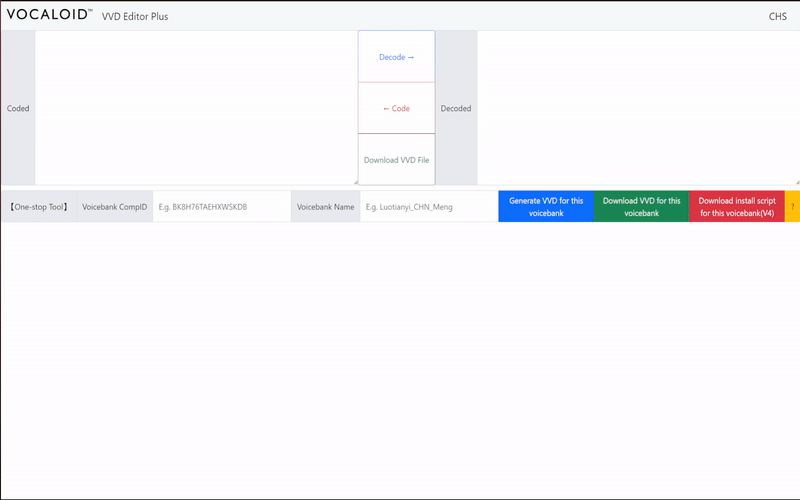 VOCALOID™ VVD Editor Plus
CHS
Coded
Decode →
← Code
Download VVD File
Decoded
【One-stop Tool】
Voicebank CompID
E.g. BK8H76TAEHXWSKDB
Voicebank Name
E.g. Luotianyi_CHN_Meng
Generate VVD for this
voicebank
Download VVD for this
voicebank
Download install script
for this voicebank(V4)
?